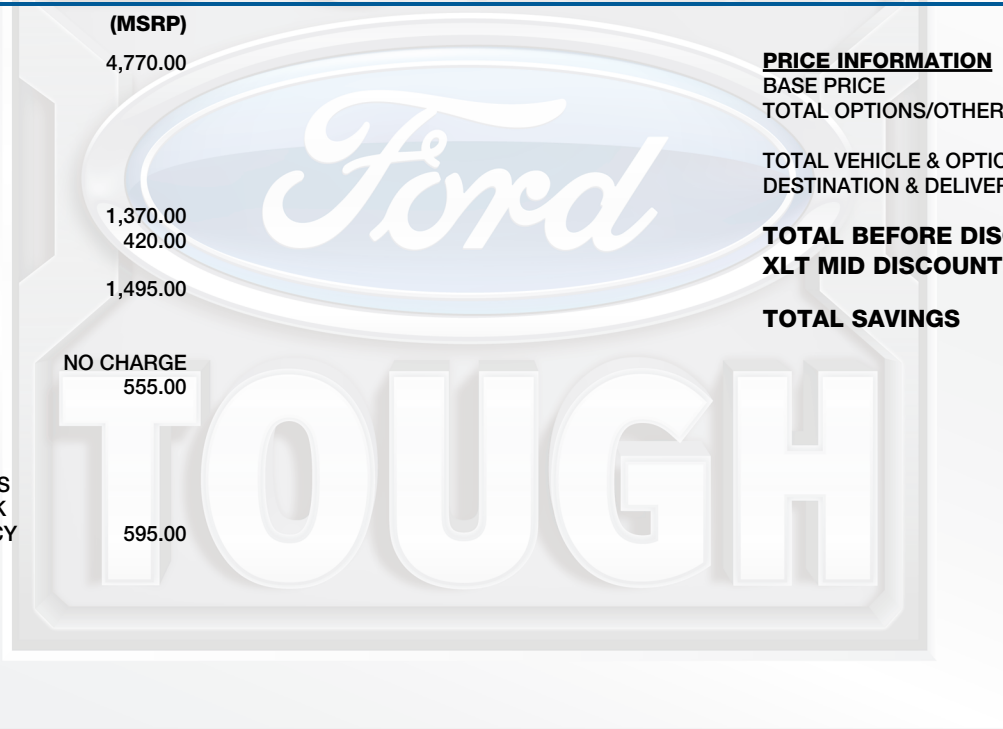 (MSRP)
4,770.00
1,370.00
420.00
1,495.00
NO CHARGE
555.00
S
K
CY
595.00
PRICE INFORMATION
BASE PRICE
TOTAL OPTIONS/OTHER
TOTAL VEHICLE & OPTIO
DESTINATION & DELIVER
TOTAL BEFORE DISC
XLT MID DISCOUNT
TOTAL SAVINGS
Ford
TOUGH